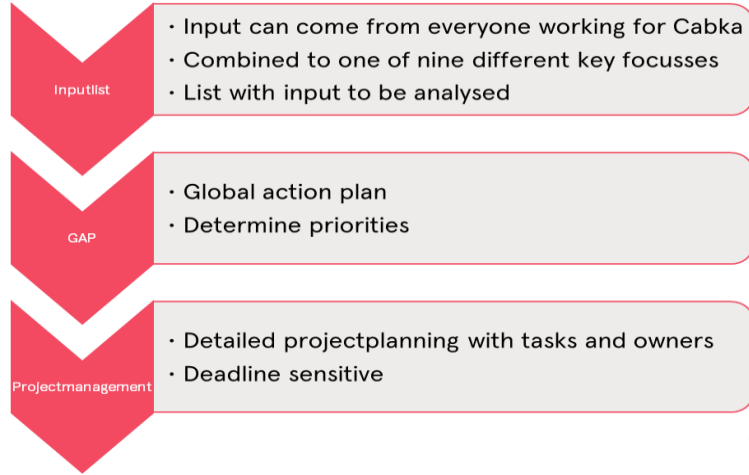 Inputlist
· Input can come from everyone working for Cabka
· Combined to one of nine different key focusses
· List with input to be analysed
GAP
· Global action plan
· Determine priorities
Projectmanagement
· Detailed projectplanning with tasks and owners
· Deadline sensitive